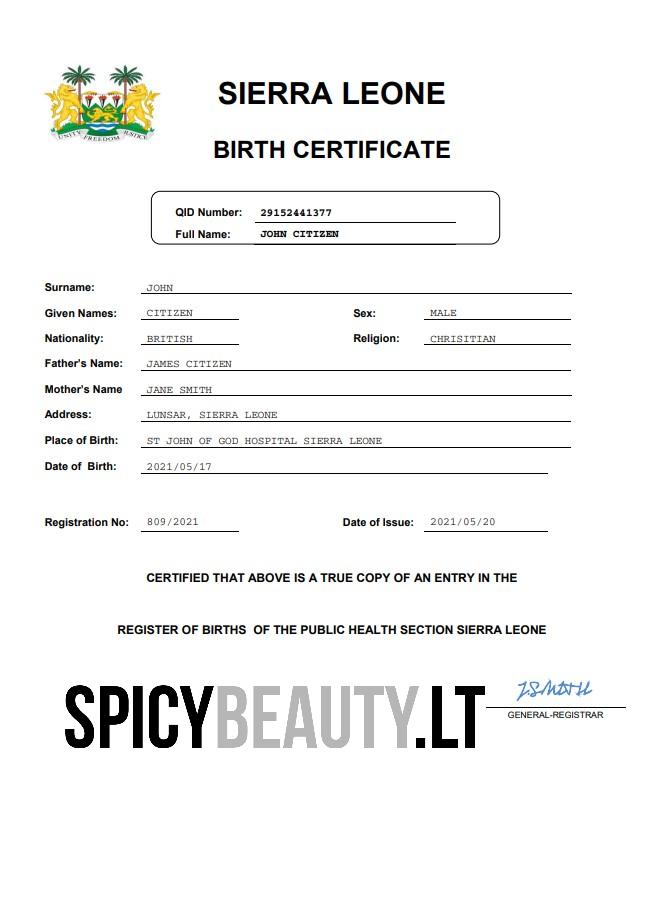 UNITY FREEDOM JUSTICE
SIERRA LEONE
BIRTH CERTIFICATE
QID Number: 29152441377
Full Name: JOHN CITIZEN
Surname: JOHN
Given Names: CITIZEN Sex: MALE
Nationality: BRITISH Religion: CHRISITIAN
Father's Name: JAMES CITIZEN
Mother's Name JANE SMITH
Address: LUNSAR, SIERRA LEONE
Place of Birth: ST JOHN OF GOD HOSPITAL SIERRA LEONE
Date of Birth: 2021/05/17
Registration No: 809/2021 Date of Issue: 2021/05/20
CERTIFIED THAT ABOVE IS A TRUE COPY OF AN ENTRY IN THE
REGISTER OF BIRTHS OF THE PUBLIC HEALTH SECTION SIERRA LEONE
SPICYBEAUTY.LT
GENERAL-REGISTRAR